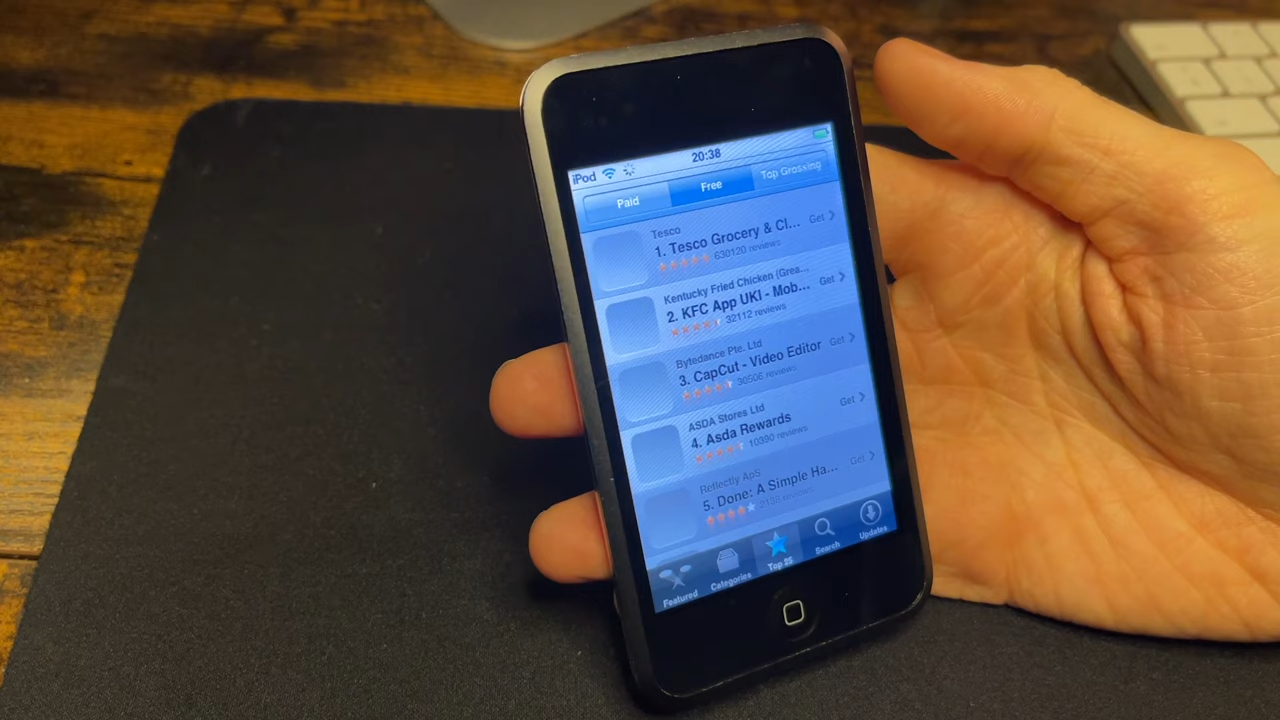 iPod 20:38
Paid Free Top Grossing
Tesco
1. Tesco Grocery & Cl... Get
630120 reviews
Kentucky Fried Chicken (Grea...
2. KFC App UKI - Mob... Get
32112 reviews
Bytedance Pte. Ltd
3. CapCut - Video Editor Get
30506 reviews
ASDA Stores Ltd
4. Asda Rewards Get
10390 reviews
Reflectly ApS
5. Done: A Simple Ha... Get
2136 reviews
Featured Categories Top 25 Search Updates